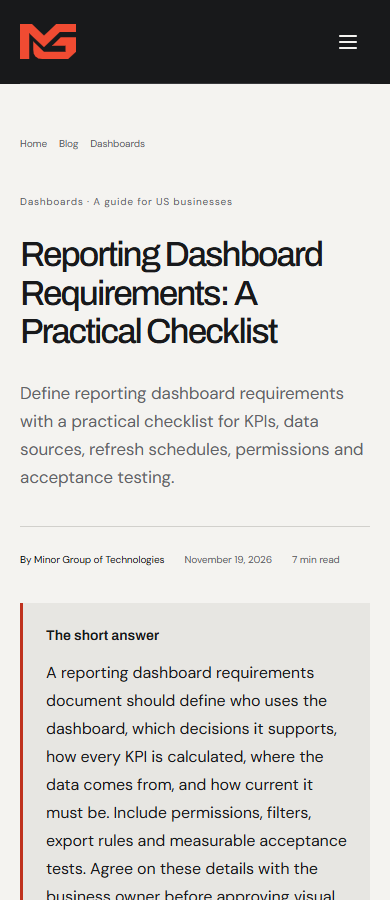 MG
Home Blog Dashboards
Dashboards · A guide for US businesses
Reporting Dashboard
Requirements: A
Practical Checklist
Define reporting dashboard requirements
with a practical checklist for KPIs, data
sources, refresh schedules, permissions and
acceptance testing.
By Minor Group of Technologies November 19, 2026 7 min read
The short answer
A reporting dashboard requirements
document should define who uses the
dashboard, which decisions it supports,
how every KPI is calculated, where the
data comes from, and how current it
must be. Include permissions, filters,
export rules and measurable acceptance
tests. Agree on these details with the
business owner before approving visual